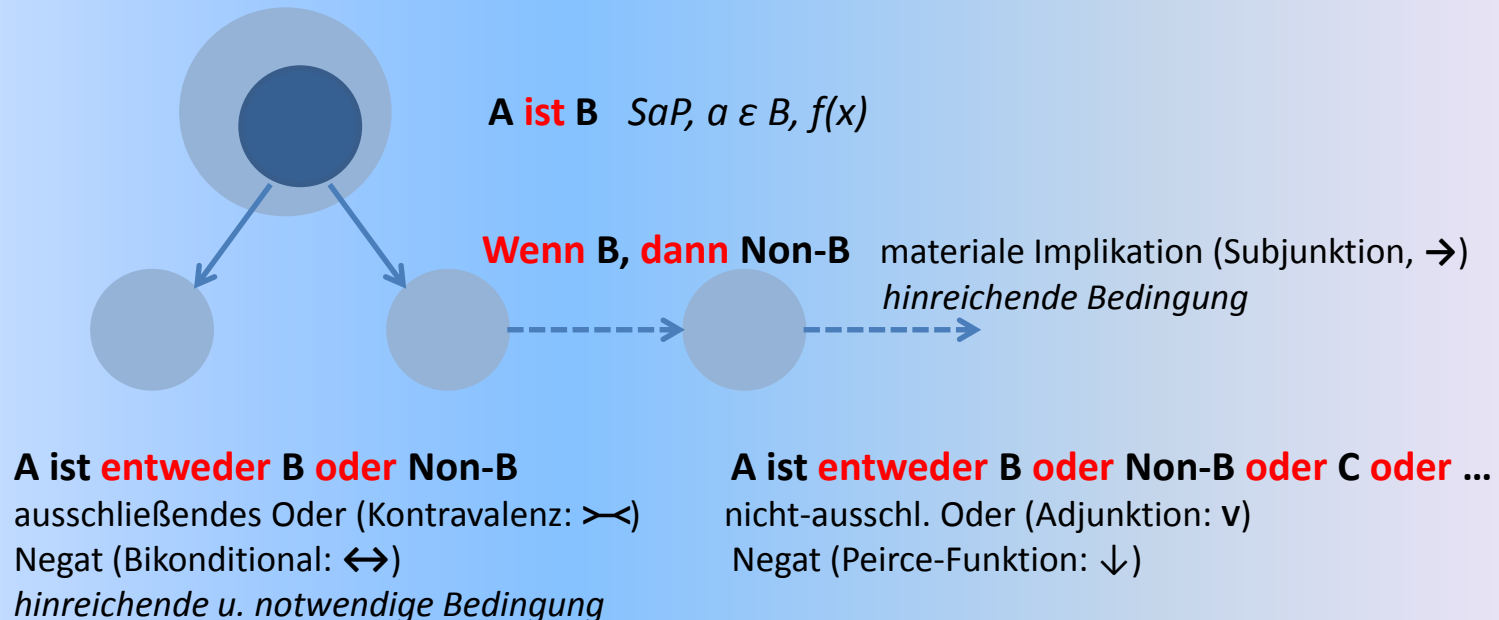 A ist B SaP, a ε B, f(x)
Wenn B, dann Non-B materiale Implikation (Subjunktion, →)
hinreichende Bedingung
A ist entweder B oder Non-B
ausschließendes Oder (Kontravalenz: >–<)
Negat (Bikonditional: ↔)
hinreichende u. notwendige Bedingung
A ist entweder B oder Non-B oder C oder …
nicht-ausschl. Oder (Adjunktion: v)
Negat (Peirce-Funktion: ↓)